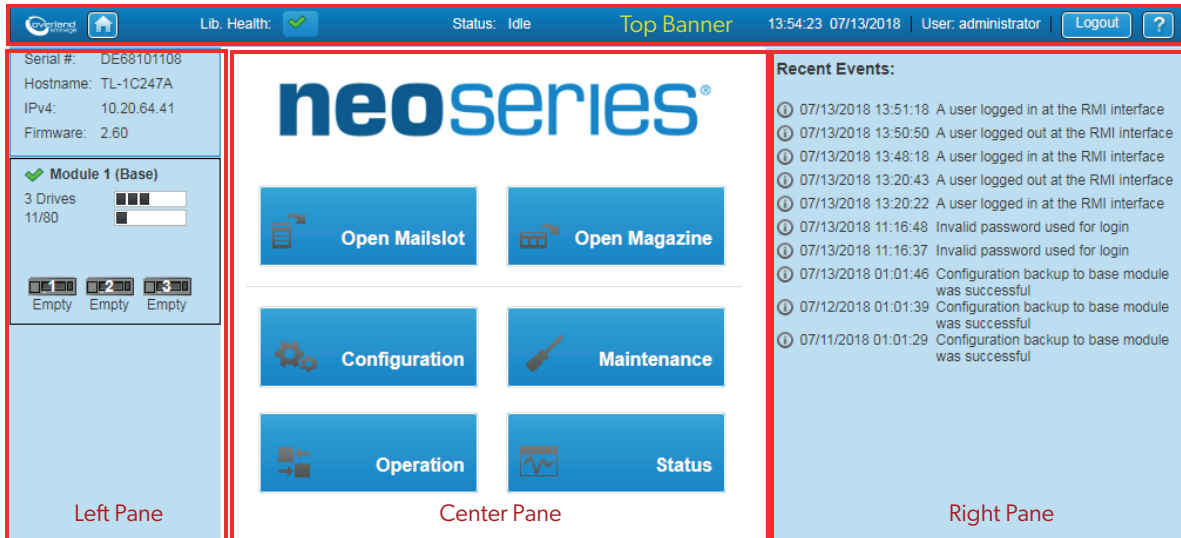 overland
storage
Lib. Health:
Status: Idle
Top Banner
13:54:23 07/13/2018
User: administrator
Logout
?
Serial #: DE68101108
Hostname: TL-1C247A
IPv4: 10.20.64.41
Firmware: 2.60
Module 1 (Base)
3 Drives
11/80
1 2 3
Empty Empty Empty
Left Pane
neoseries®
Open Mailslot
Open Magazine
Configuration
Maintenance
Operation
Status
Center Pane
Recent Events:
07/13/2018 13:51:18 A user logged in at the RMI interface
07/13/2018 13:50:50 A user logged out at the RMI interface
07/13/2018 13:48:18 A user logged in at the RMI interface
07/13/2018 13:20:43 A user logged out at the RMI interface
07/13/2018 13:20:22 A user logged in at the RMI interface
07/13/2018 11:16:48 Invalid password used for login
07/13/2018 11:16:37 Invalid password used for login
07/13/2018 01:01:46 Configuration backup to base module
was successful
07/12/2018 01:01:39 Configuration backup to base module
was successful
07/11/2018 01:01:29 Configuration backup to base module
was successful
Right Pane